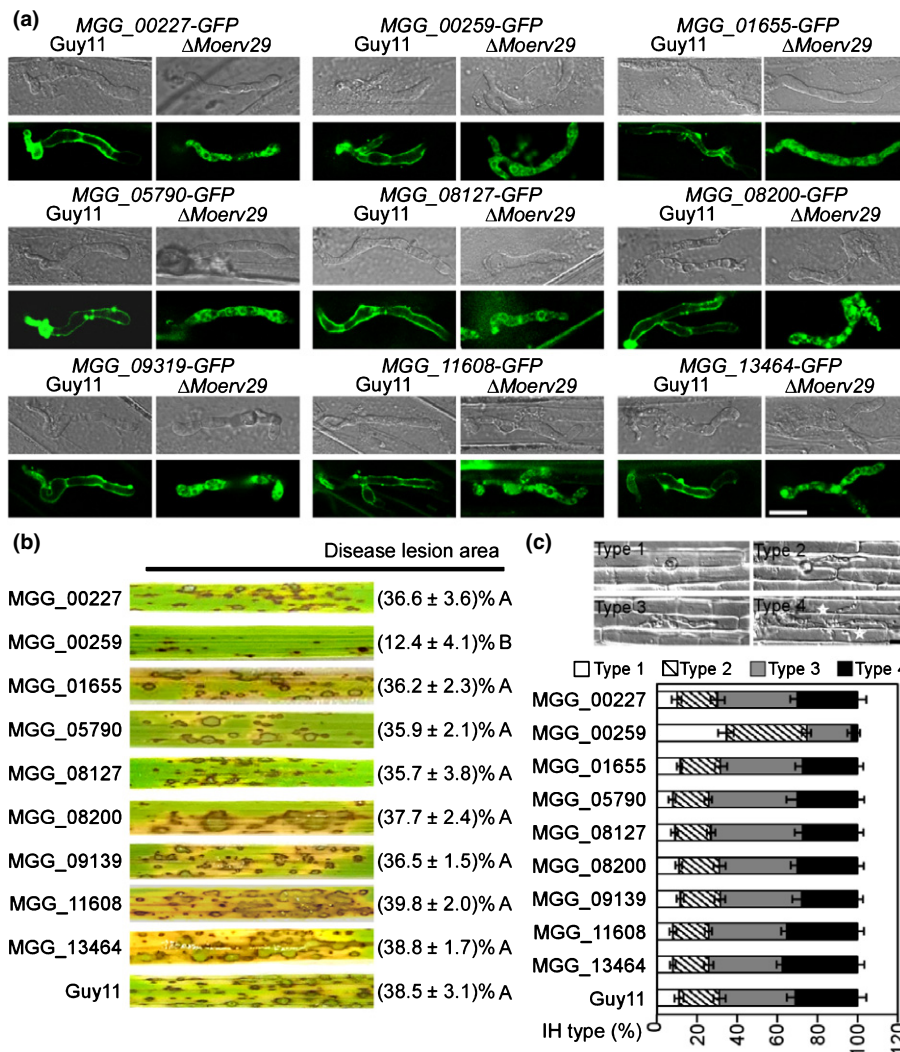 (a)
MGG_00227-GFP MGG_00259-GFP MGG_01655-GFP
Guy11 ΔMoerv29 Guy11 ΔMoerv29 Guy11 ΔMoerv29
MGG_05790-GFP MGG_08127-GFP MGG_08200-GFP
Guy11 ΔMoerv29 Guy11 ΔMoerv29 Guy11 ΔMoerv29
MGG_09319-GFP MGG_11608-GFP MGG_13464-GFP
Guy11 ΔMoerv29 Guy11 ΔMoerv29 Guy11 ΔMoerv29
(b)
Disease lesion area
MGG_00227 (36.6 ± 3.6)% A
MGG_00259 (12.4 ± 4.1)% B
MGG_01655 (36.2 ± 2.3)% A
MGG_05790 (35.9 ± 2.1)% A
MGG_08127 (35.7 ± 3.8)% A
MGG_08200 (37.7 ± 2.4)% A
MGG_09139 (36.5 ± 1.5)% A
MGG_11608 (39.8 ± 2.0)% A
MGG_13464 (38.8 ± 1.7)% A
Guy11 (38.5 ± 3.1)% A
(c)
Type 1 Type 2
Type 3 Type 4
Type 1 Type 2 Type 3 Type 4
MGG_00227
MGG_00259
MGG_01655
MGG_05790
MGG_08127
MGG_08200
MGG_09139
MGG_11608
MGG_13464
Guy11
IH type (%) 0 20 40 60 80 100 120